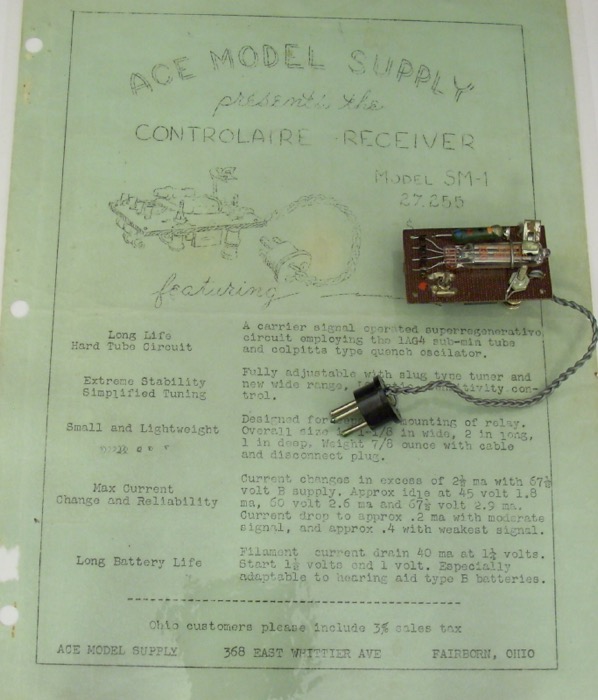 ACE MODEL SUPPLY
presents the
CONTROLAIRE RECEIVER
MODEL SM-1
27.255
$
featuring
Long Life
Hard Tube Circuit
A carrier signal operated superregenerative
circuit employing the 1AG4 sub-min tube
and colpitts type quench oscilator.
Extreme Stability
Simplified Tuning
Fully adjustable with slug type tuner and
new wide range, sensitivity con-
trol.
Small and Lightweight
Designed for mounting of relay.
Overall size 1/8 in wide, 2 in long,
1 in deep, Weight 7/8 ounce with cable
and disconnect plug.
Max Current
Change and Reliability
Current changes in excess of 2½ ma with 67½
volt B supply. Approx idle at 45 volt 1.8
ma, 60 volt 2.6 ma and 67½ volt 2.9 ma.
Current drop to approx .2 ma with moderate
signal, and approx .4 with weakest signal.
Long Battery Life
Filament current drain 40 ma at 1½ volts.
Start 1½ volts end 1 volt. Especially
adaptable to hearing aid type B batteries.
Ohio customers please include 3% sales tax
ACE MODEL SUPPLY 368 EAST WHITTIER AVE FAIRBORN, OHIO